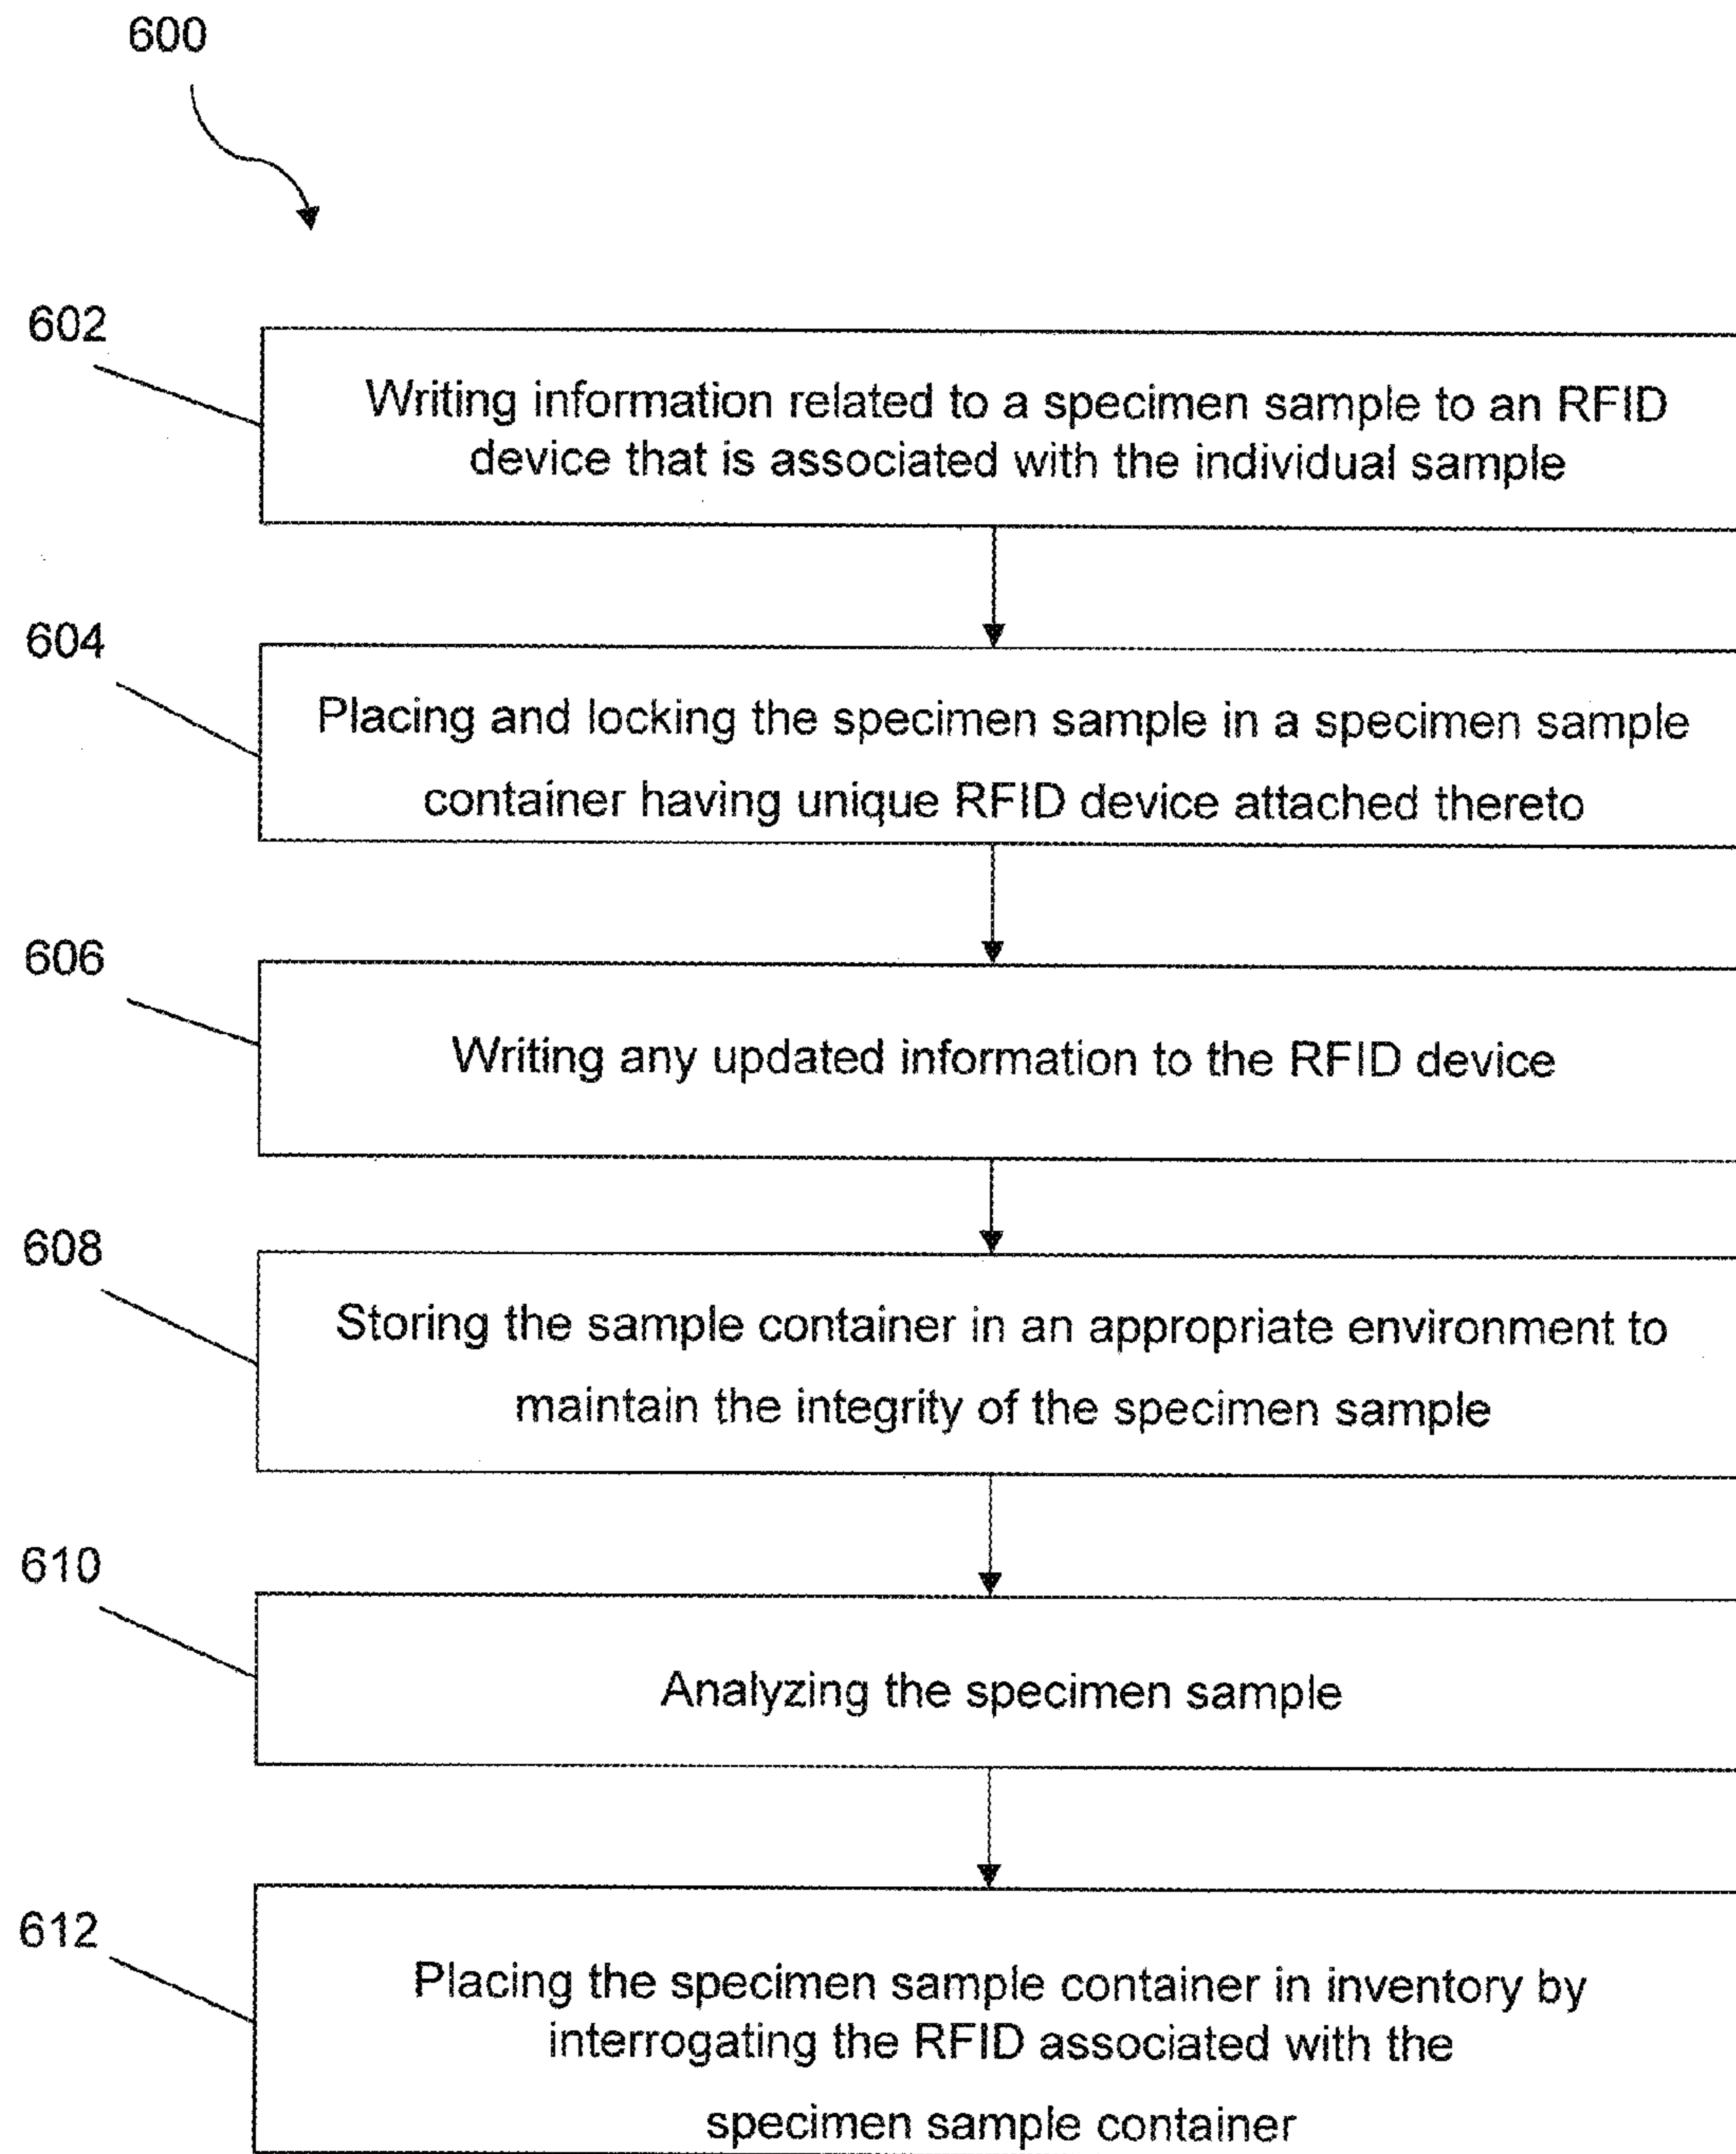 600
602
Writing information related to a specimen sample to an RFID
device that is associated with the individual sample
604
Placing and locking the specimen sample in a specimen sample
container having unique RFID device attached thereto
606
Writing any updated information to the RFID device
608
Storing the sample container in an appropriate environment to
maintain the integrity of the specimen sample
610
Analyzing the specimen sample
612
Placing the specimen sample container in inventory by
interrogating the RFID associated with the
specimen sample container